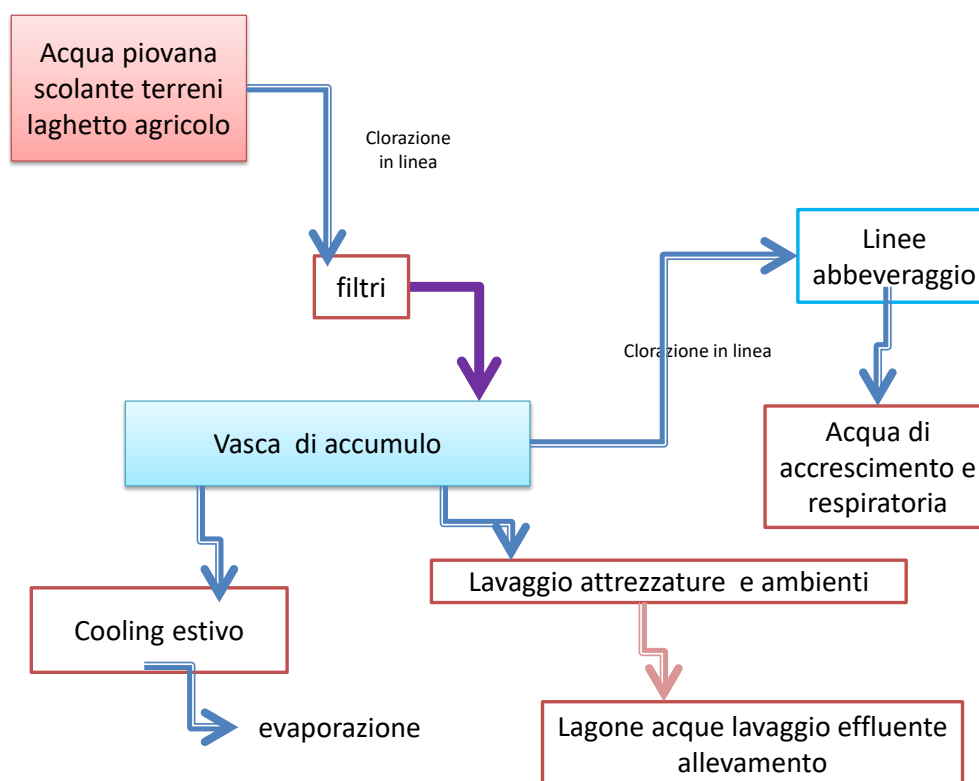 Acqua piovana
scolante terreni
laghetto agricolo
Clorazione
in linea
filtri
Linee
abbeveraggio
Clorazione in linea
Vasca di accumulo
Acqua di
accrescimento e
respiratoria
Lavaggio attrezzature e ambienti
Cooling estivo
evaporazione
Lagone acque lavaggio effluente
allevamento